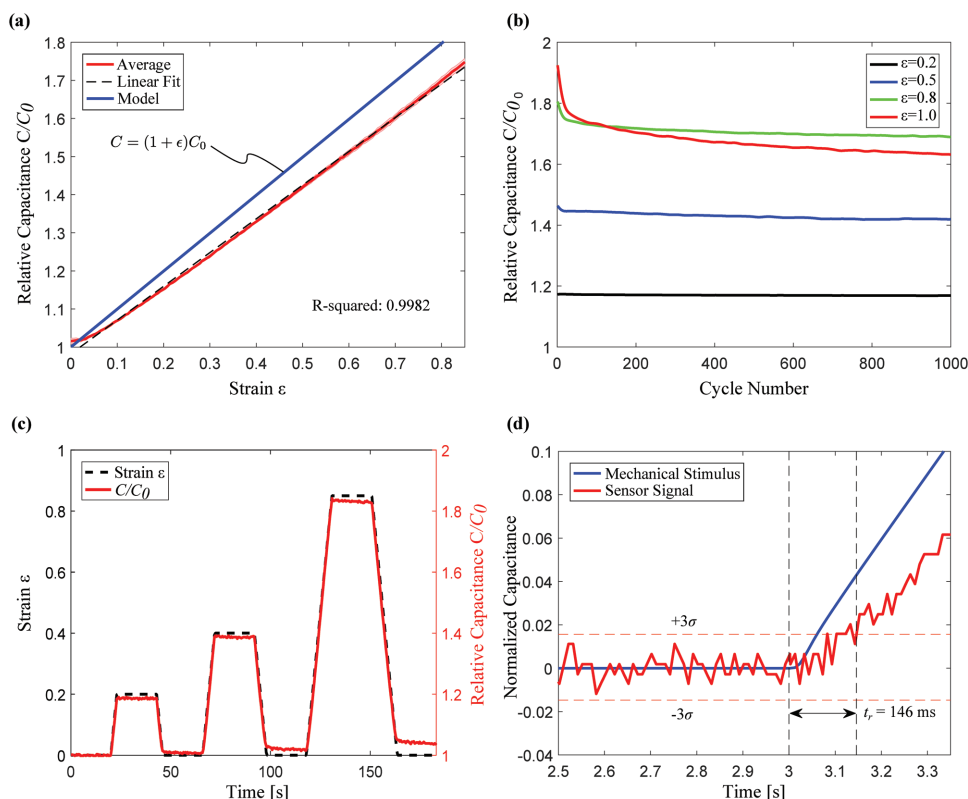 (a)
1.8
1.7
1.6
1.5
1.4
1.3
1.2
1.1
1
Relative Capacitance C/C0
Average
Linear Fit
Model
C = (1 + ϵ)C₀
R-squared: 0.9982
0 0.1 0.2 0.3 0.4 0.5 0.6 0.7 0.8
Strain ε
(b)
2
1.8
1.6
1.4
1.2
1
Relative Capacitance C/C0₀
ε=0.2
ε=0.5
ε=0.8
ε=1.0
0 200 400 600 800 1000
Cycle Number
(c)
1
0.8
0.6
0.4
0.2
0
Strain ε
Strain ε
C/C0
2
1.8
1.6
1.4
1.2
1
Relative Capacitance C/C0
0 50 100 150
Time [s]
(d)
0.1
0.08
0.06
0.04
0.02
0
-0.02
-0.04
Normalized Capacitance
Mechanical Stimulus
Sensor Signal
+3σ
-3σ
tᵣ = 146 ms
2.5 2.6 2.7 2.8 2.9 3 3.1 3.2 3.3
Time [s]